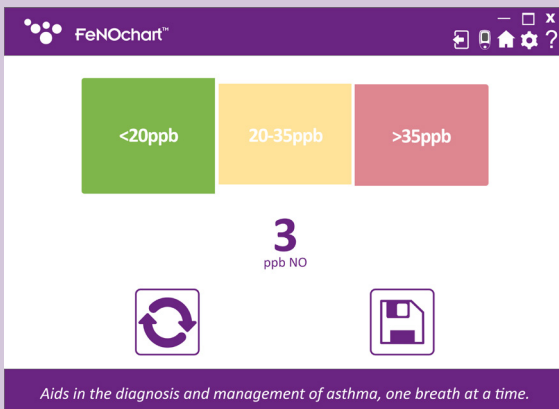 FeNOchart™
<20ppb 20-35ppb >35ppb
3
ppb NO
Aids in the diagnosis and management of asthma, one breath at a time.